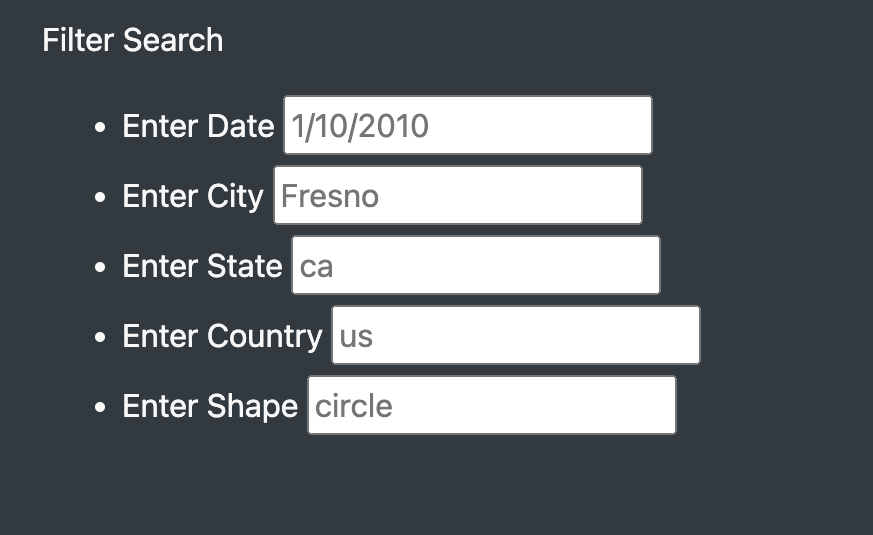 Filter Search
• Enter Date 1/10/2010
• Enter City Fresno
• Enter State ca
• Enter Country us
• Enter Shape circle